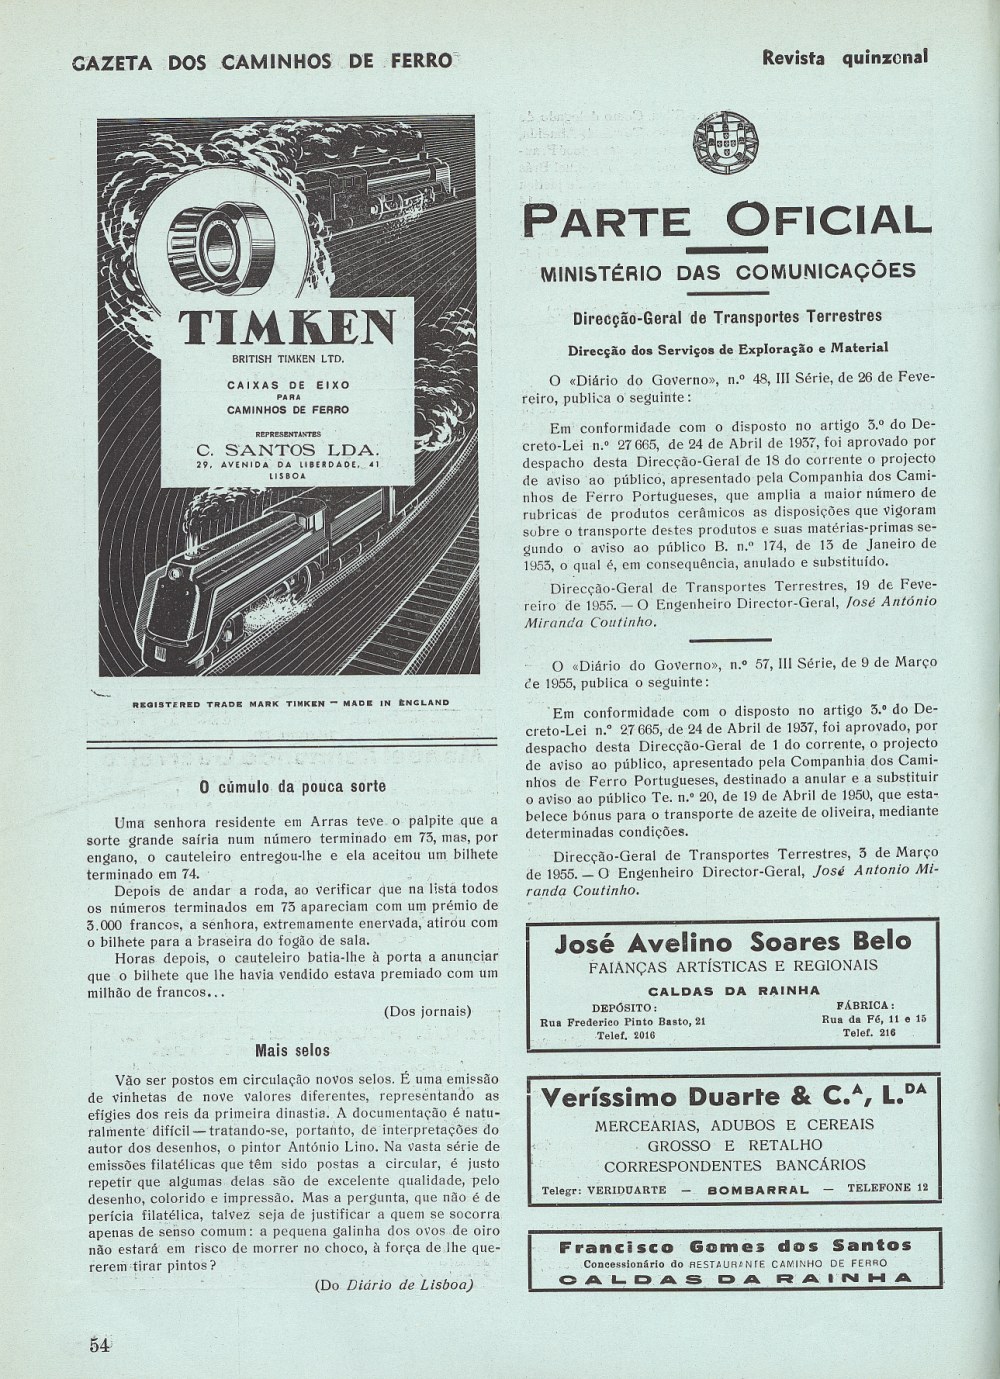 GAZETA DOS CAMINHOS DE FERRO
Revista quinzenal
TIMKEN
BRITISH TIMKEN LTD.
CAIXAS DE EIXO
PARA
CAMINHOS DE FERRO
REPRESENTANTES
C. SANTOS LDA.
29, AVENIDA DA LIBERDADE, 41
LISBOA
REGISTERED TRADE MARK TIMKEN — MADE IN ENGLAND
O cúmulo da pouca sorte
Uma senhora residente em Arras teve o palpite que a
sorte grande sairia num número terminado em 73, mas, por
engano, o cauteleiro entregou-lhe e ela aceitou um bilhete
terminado em 74.
Depois de andar a roda, ao verificar que na lista todos
os números terminados em 73 apareciam com um prémio de
3.000 francos, a senhora, extremamente enervada, atirou com
o bilhete para a braseira do fogão de sala.
Horas depois, o cauteleiro batia-lhe à porta a anunciar
que o bilhete que lhe havia vendido estava premiado com um
milhão de francos...
(Dos jornais)
Mais selos
Vão ser postos em circulação novos selos. É uma emissão
de vinhetas de nove valores diferentes, representando as
efígies dos reis da primeira dinastia. A documentação é natu-
ralmente difícil — tratando-se, portanto, de interpretações do
autor dos desenhos, o pintor António Lino. Na vasta série de
emissões filatélicas que têm sido postas a circular, é justo
repetir que algumas delas são de excelente qualidade, pelo
desenho, colorido e impressão. Mas a pergunta, que não é de
perícia filatélica, talvez seja de justificar a quem se socorra
apenas de senso comum: a pequena galinha dos ovos de oiro
não estará em risco de morrer no choco, à força de lhe que-
rerem tirar pintos?
(Do Diário de Lisboa)
54
PARTE OFICIAL
MINISTÉRIO DAS COMUNICAÇÕES
Direcção-Geral de Transportes Terrestres
Direcção dos Serviços de Exploração e Material
O «Diário do Governo», n.º 48, III Série, de 26 de Feve-
reiro, publica o seguinte:
Em conformidade com o disposto no artigo 3.º do De-
creto-Lei n.º 27 665, de 24 de Abril de 1937, foi aprovado por
despacho desta Direcção-Geral de 18 do corrente o projecto
de aviso ao público, apresentado pela Companhia dos Cami-
nhos de Ferro Portugueses, que amplia a maior número de
rubricas de produtos cerâmicos as disposições que vigoram
sobre o transporte destes produtos e suas matérias-primas se-
gundo o aviso ao público B. n.º 174, de 13 de Janeiro de
1953, o qual é, em consequência, anulado e substituído.
Direcção-Geral de Transportes Terrestres, 19 de Feve-
reiro de 1955. — O Engenheiro Director-Geral, José António
Miranda Coutinho.
O «Diário do Governo», n.º 57, III Série, de 9 de Março
de 1955, publica o seguinte:
Em conformidade com o disposto no artigo 3.º do De-
creto-Lei n.º 27 665, de 24 de Abril de 1937, foi aprovado, por
despacho desta Direcção-Geral de 1 do corrente, o projecto
de aviso ao público, apresentado pela Companhia dos Cami-
nhos de Ferro Portugueses, destinado a anular e a substituir
o aviso ao público Te. n.º 20, de 19 de Abril de 1950, que esta-
belece bónus para o transporte de azeite de oliveira, mediante
determinadas condições.
Direcção-Geral de Transportes Terrestres, 3 de Março
de 1955. — O Engenheiro Director-Geral, José Antonio Mi-
randa Coutinho.
José Avelino Soares Belo
FAIANÇAS ARTÍSTICAS E REGIONAIS
CALDAS DA RAINHA
DEPÓSITO:
Rua Frederico Pinto Basto, 21
Telef. 2016
FÁBRICA:
Rua da Fé, 11 e 15
Telef. 216
Veríssimo Duarte & C.ᴬ, L.ᴰᴬ
MERCEARIAS, ADUBOS E CEREAIS
GROSSO E RETALHO
CORRESPONDENTES BANCÁRIOS
Telegr: VERIDUARTE — BOMBARRAL — TELEFONE 12
Francisco Gomes dos Santos
Concessionário do RESTAURANTE CAMINHO DE FERRO
CALDAS DA RAINHA